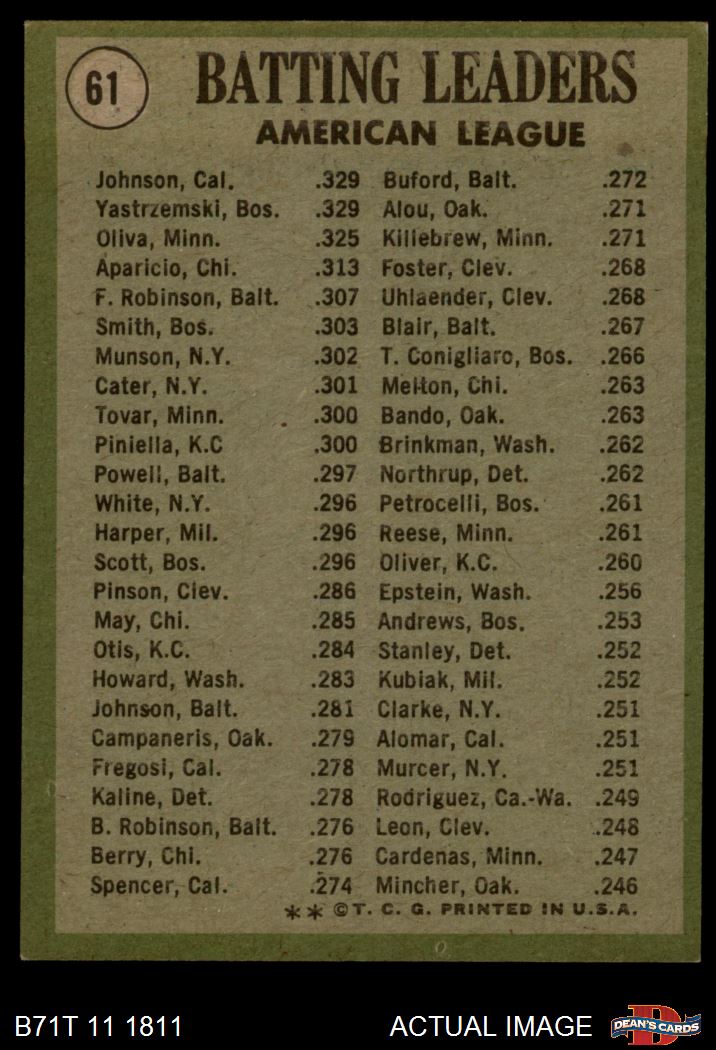 61
BATTING LEADERS
AMERICAN LEAGUE
Johnson, Cal. .329
Yastrzemski, Bos. .329
Oliva, Minn. .325
Aparicio, Chi. .313
F. Robinson, Balt. .307
Smith, Bos. .303
Munson, N.Y. .302
Cater, N.Y. .301
Tovar, Minn. .300
Piniella, K.C .300
Powell, Balt. .297
White, N.Y. .296
Harper, Mil. .296
Scott, Bos. .296
Pinson, Clev. .286
May, Chi. .285
Otis, K.C. .284
Howard, Wash. .283
Johnson, Balt. .281
Campaneris, Oak. .279
Fregosi, Cal. .278
Kaline, Det. .278
B. Robinson, Balt. .276
Berry, Chi. .276
Spencer, Cal. .274
Buford, Balt. .272
Alou, Oak. .271
Killebrew, Minn. .271
Foster, Clev. .268
Uhlaender, Clev. .268
Blair, Balt. .267
T. Conigliaro, Bos. .266
Melton, Chi. .263
Bando, Oak. .263
Brinkman, Wash. .262
Northrup, Det. .262
Petrocelli, Bos. .261
Reese, Minn. .261
Oliver, K.C. .260
Epstein, Wash. .256
Andrews, Bos. .253
Stanley, Det. .252
Kubiak, Mil. .252
Clarke, N.Y. .251
Alomar, Cal. .251
Murcer, N.Y. .251
Rodriguez, Ca.-Wa. .249
Leon, Clev. .248
Cardenas, Minn. .247
Mincher, Oak. .246
** ©T. C. G. PRINTED IN U.S.A.
B71T 11 1811
ACTUAL IMAGE
DEAN'S CARDS